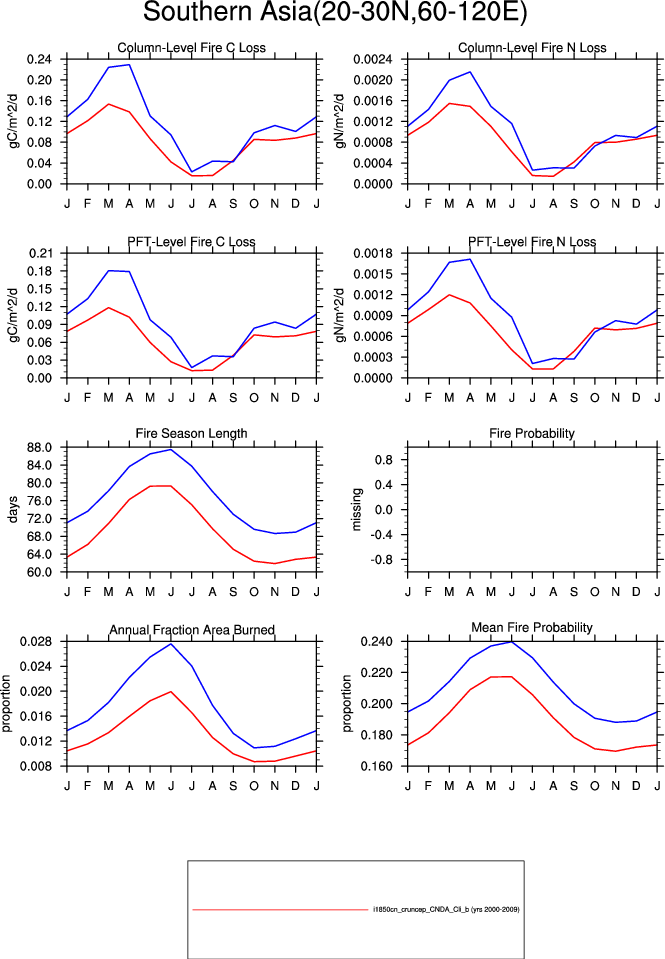 Southern Asia(20-30N,60-120E)
Column-Level Fire C Loss
gC/m^2/d
0.24
0.20
0.16
0.12
0.08
0.04
0.00
J F M A M J J A S O N D J
Column-Level Fire N Loss
gN/m^2/d
0.0024
0.0020
0.0016
0.0012
0.0008
0.0004
0.0000
J F M A M J J A S O N D J
PFT-Level Fire C Loss
gC/m^2/d
0.21
0.18
0.15
0.12
0.09
0.06
0.03
0.00
J F M A M J J A S O N D J
PFT-Level Fire N Loss
gN/m^2/d
0.0018
0.0015
0.0012
0.0009
0.0006
0.0003
0.0000
J F M A M J J A S O N D J
Fire Season Length
days
88.0
84.0
80.0
76.0
72.0
68.0
64.0
60.0
J F M A M J J A S O N D J
Fire Probability
missing
0.8
0.4
0.0
-0.4
-0.8
J F M A M J J A S O N D J
Annual Fraction Area Burned
proportion
0.028
0.024
0.020
0.016
0.012
0.008
J F M A M J J A S O N D J
Mean Fire Probability
proportion
0.240
0.220
0.200
0.180
0.160
J F M A M J J A S O N D J
i1850cn_cruncep_CNDA_Cli_b (yrs 2000-2009)